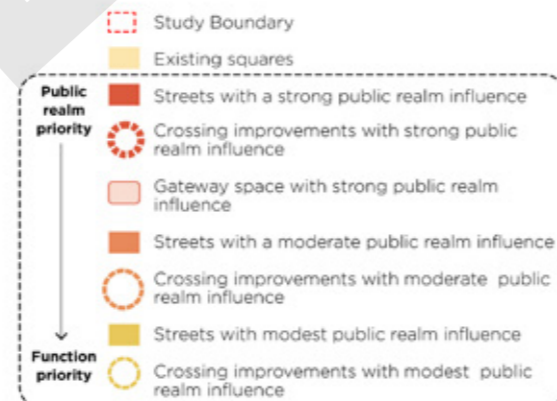 Study Boundary
Existing squares
Public
realm
priority
Streets with a strong public realm influence
Crossing improvements with strong public
realm influence
Gateway space with strong public realm
influence
Streets with a moderate public realm influence
Crossing improvements with moderate public
realm influence
Streets with modest public realm influence
Function
priority
Crossing improvements with modest public
realm influence